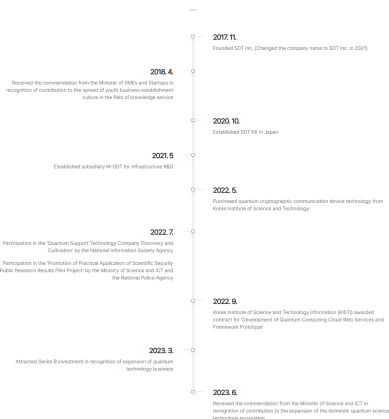 2017. 11.
Founded SDT Inc. (Changed the company name to SDT Inc. in 2021)
2018. 4.
Received the commendation from the Minister of SMEs and Startups in
recognition of contribution to the spread of youth business establishment
culture in the field of knowledge service
2020. 10.
Established SDT KK in Japan
2021. 5
Established subsidiary M-SDT for Infrastructure R&D
2022. 5.
Purchased quantum cryptographic communication device technology from
Korea Institute of Science and Technology.
2022. 7.
Participation in the 'Quantum Support Technology Company Discovery and
Cultivation' by the National Information Society Agency
Participation in the 'Promotion of Practical Application of Scientific Security
Public Research Results Pilot Project' by the Ministry of Science and ICT and
the National Police Agency
2022. 9.
Korea Institute of Science and Technology Information (KISTI) awarded
contract for 'Development of Quantum Computing Cloud Web Services and
Framework Prototype'
2023. 3.
Attracted Series B investment in recognition of expansion of quantum
technology business
2023. 6.
Received the commendation from the Minister of Science and ICT in
recognition of contribution to the expansion of the domestic quantum science
technology ecosystem